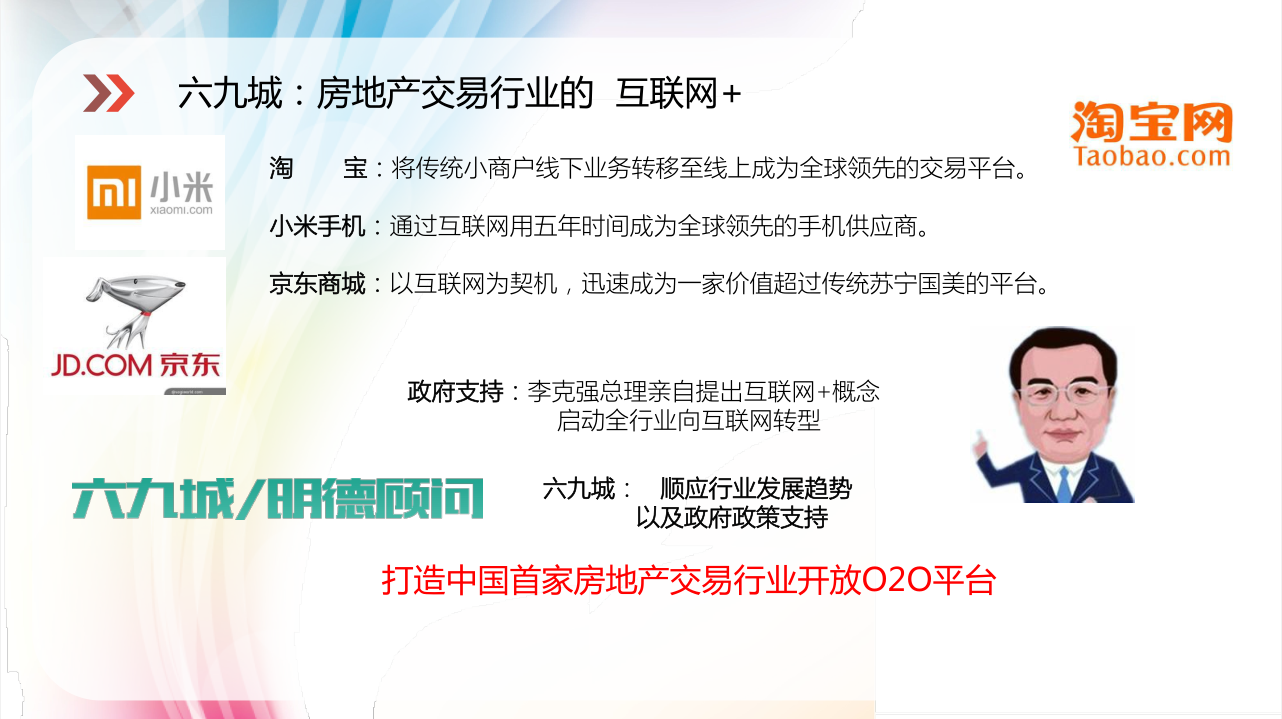 六九城：房地产交易行业的 互联网+
淘宝网
Taobao.com
小米
xiaomi.com
淘 宝：将传统小商户线下业务转移至线上成为全球领先的交易平台。
小米手机：通过互联网用五年时间成为全球领先的手机供应商。
京东商城：以互联网为契机，迅速成为一家价值超过传统苏宁国美的平台。
JD.COM 京东
政府支持：李克强总理亲自提出互联网+概念
启动全行业向互联网转型
六九城/明德顾问
六九城： 顺应行业发展趋势
以及政府政策支持
打造中国首家房地产交易行业开放O2O平台